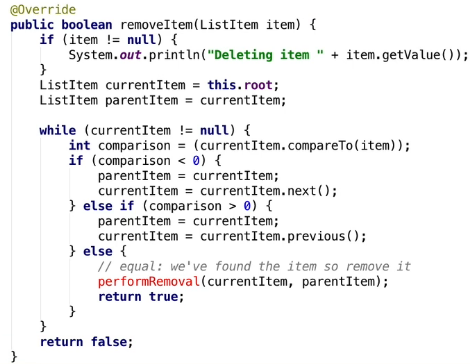 @Override
public boolean removeItem(ListItem item) {
    if (item != null) {
        System.out.println("Deleting item " + item.getValue());
    }
    ListItem currentItem = this.root;
    ListItem parentItem = currentItem;

    while (currentItem != null) {
        int comparison = (currentItem.compareTo(item));
        if (comparison < 0) {
            parentItem = currentItem;
            currentItem = currentItem.next();
        } else if (comparison > 0) {
            parentItem = currentItem;
            currentItem = currentItem.previous();
        } else {
            // equal: we've found the item so remove it
            performRemoval(currentItem, parentItem);
            return true;
        }
    }
    return false;
}